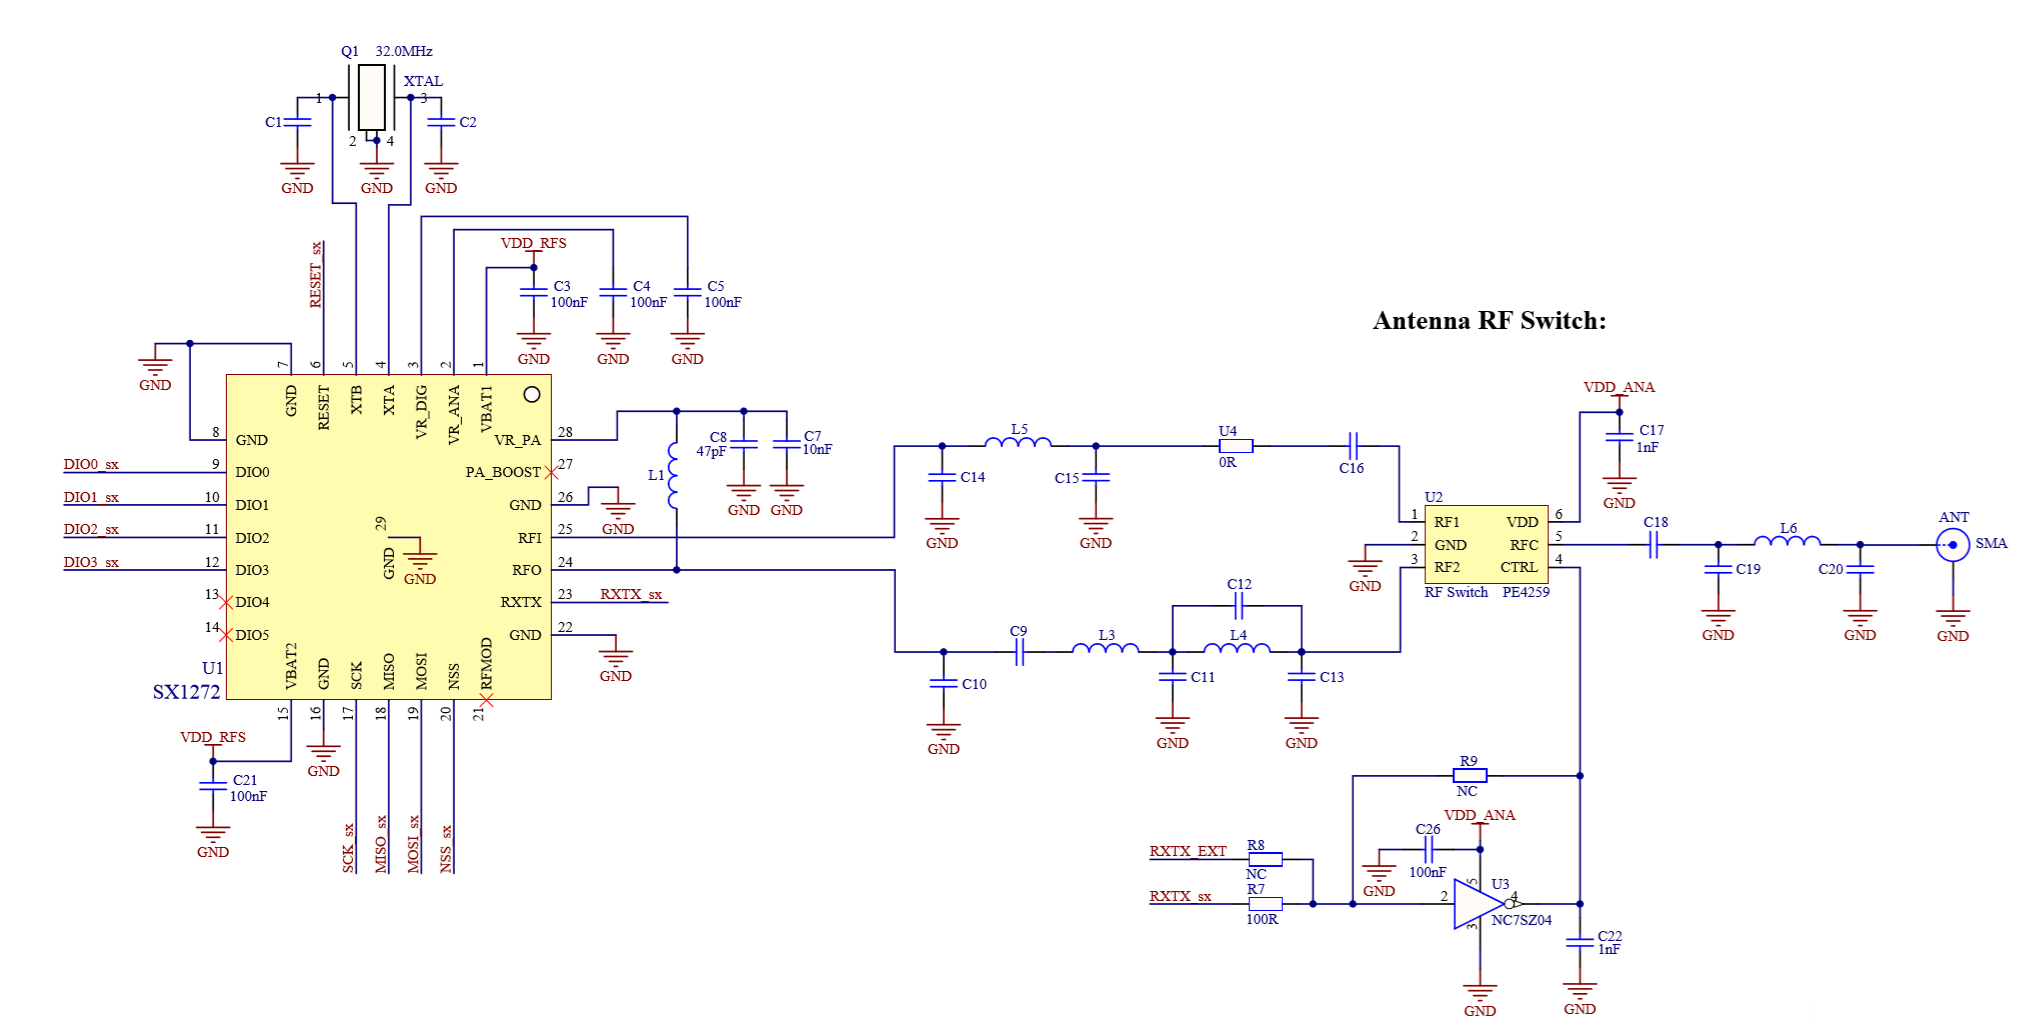 Q1 32.0MHz
XTAL
1
3
C1
C2
2
4
GND
GND
GND
RESET_sx
VDD_RFS
C3
100nF
C4
100nF
C5
100nF
GND
GND
GND
GND
7
6
5
4
3
2
1
GND
RESET
XTB
XTA
VR_DIG
VR_ANA
VBAT1
8
GND
DIO0_sx
9
DIO0
DIO1_sx
10
DIO1
DIO2_sx
11
DIO2
DIO3_sx
12
DIO3
13
DIO4
14
DIO5
29
GND
GND
VR_PA
28
PA_BOOST
27
GND
26
GND
RFI
25
RFO
24
RXTX
23
RXTX_sx
GND
22
GND
U1
SX1272
VBAT2
GND
SCK
MISO
MOSI
NSS
RFMOD
15
16
17
18
19
20
21
VDD_RFS
C21
100nF
GND
GND
SCK_sx
MISO_sx
MOSI_sx
NSS_sx
L1
C8
47pF
C7
10nF
GND
GND
C14
GND
L5
C15
GND
U4
0R
C16
C10
GND
C9
L3
C11
GND
C12
L4
C13
GND
Antenna RF Switch:
VDD_ANA
C17
1nF
GND
U2
1
RF1
VDD
6
2
GND
RFC
5
3
RF2
CTRL
4
RF Switch PE4259
GND
C18
C19
GND
L6
C20
GND
ANT
SMA
GND
R9
NC
VDD_ANA
C26
100nF
GND
RXTX_EXT
R8
NC
RXTX_sx
R7
100R
2
5
4
3
U3
NC7SZ04
GND
C22
1nF
GND